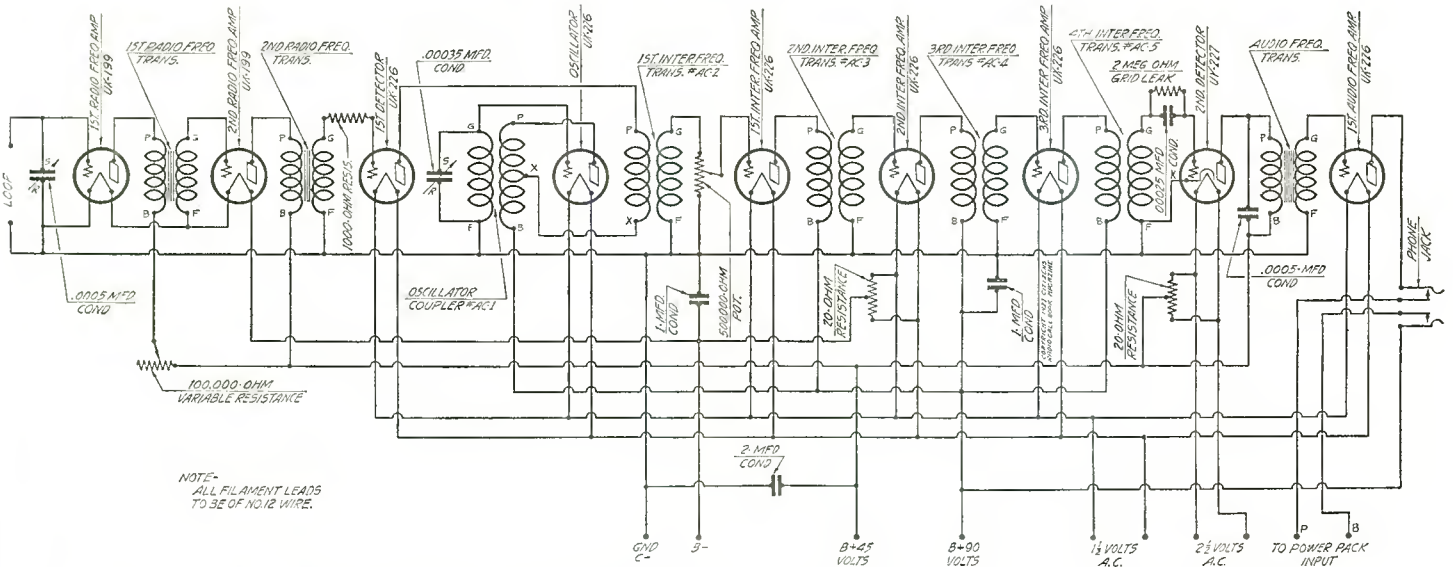 LOOP
.0005 MFD.
COND
1ST. RADIO FREQ. AMP
UX-199
1ST RADIO FREQ
TRANS.
2ND RADIO FREQ. AMP
UX-199
2ND RADIO FREQ.
TRANS.
1000-OHM RESIS.
1ST DETECTOR
UX-226
.00035 MFD.
COND.
OSCILLATOR
COUPLER #AC-1
OSCILLATOR
UX-226
1ST. INTER FREQ
TRANS. #AC-2
1-MFD
COND
500,000-OHM
POT.
1ST. INTER FREQ AMP
UX-226
2ND. INTER FREQ
TRANS. #AC-3
20-OHM
RESISTANCE
2ND. INTER FREQ. AMP
UX-226
3RD. INTER FREQ
TRANS #AC-4
1-MFD
COND
COPYRIGHT 1927 CITIZENS
RADIO CALL BOOK MAGAZINE
3RD. INTER FREQ AMP
UX-226
4TH INTER FREQ.
TRANS. #AC-5
2 MEG OHM
GRID LEAK
.00025 MFD
COND.
2ND. DETECTOR
UY-227
20-OHM
RESISTANCE
AUDIO FREQ.
TRANS.
.0005-MFD
COND
1ST. AUDIO FREQ AMP.
UX-226
PHONE
JACK
S
R
P
G
B
F
P
G
B
F
S
R
G
P
X
F
B
P
G
X
F
P
G
B
F
P
G
B
F
P
G
B
F
K
P
G
B
F
100,000-OHM
VARIABLE RESISTANCE
2-MFD
COND
NOTE-
ALL FILAMENT LEADS
TO BE OF NO.12 WIRE.
GND
C+
B-
B+45
VOLTS
B+90
VOLTS
1½ VOLTS
A.C.
2½ VOLTS
A.C.
P
B
TO POWER PACK
INPUT